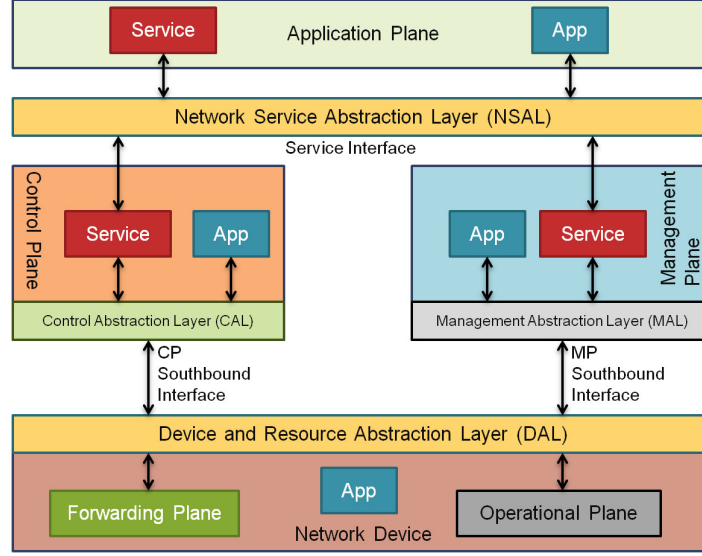 Service
Application Plane
App
Network Service Abstraction Layer (NSAL)
Service Interface
Control Plane
Service
App
App
Service
Management
Plane
Control Abstraction Layer (CAL)
Management Abstraction Layer (MAL)
CP
Southbound
Interface
MP
Southbound
Interface
Device and Resource Abstraction Layer (DAL)
Forwarding Plane
App
Operational Plane
Network Device